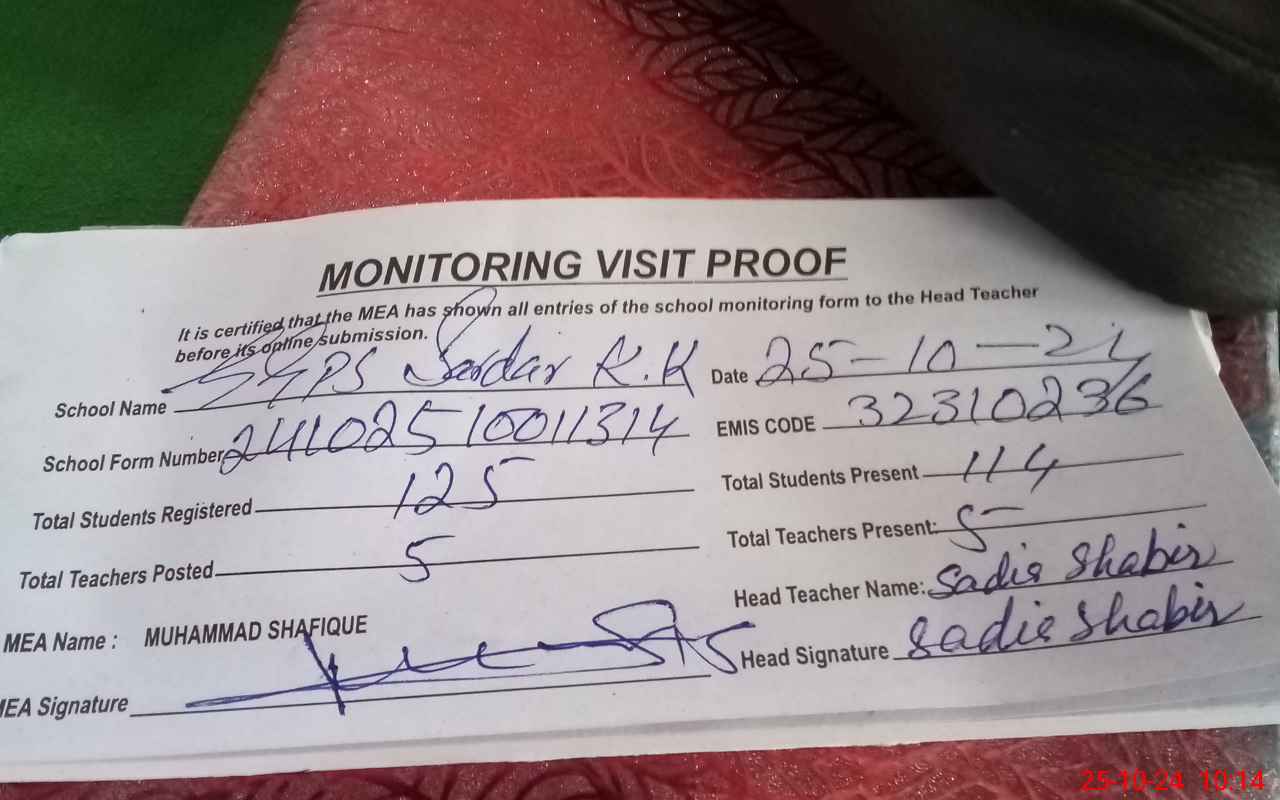 MONITORING VISIT PROOF
It is certified that the MEA has shown all entries of the school monitoring form to the Head Teacher
before its online submission.
School Name GGPS Sardar K.K Date 25-10-24
School Form Number 24102510011314 EMIS CODE 32310236
Total Students Registered 125 Total Students Present 114
Total Teachers Posted 5 Total Teachers Present: 5
MEA Name : MUHAMMAD SHAFIQUE Head Teacher Name: Sadia Shabir
MEA Signature Head Signature Sadia Shabir
25-10-24 10:14